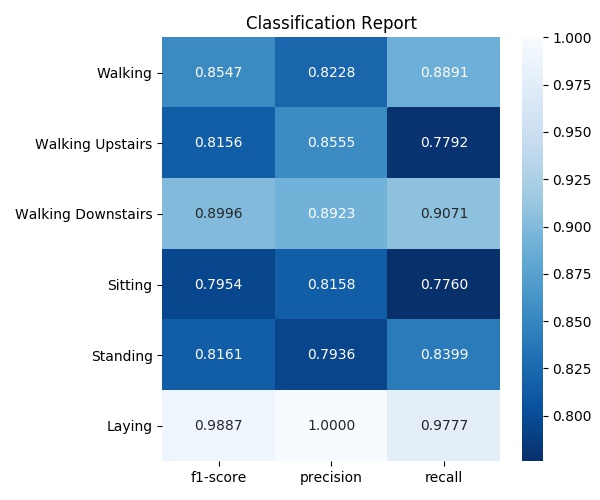 Classification Report
Walking 0.8547 0.8228 0.8891
Walking Upstairs 0.8156 0.8555 0.7792
Walking Downstairs 0.8996 0.8923 0.9071
Sitting 0.7954 0.8158 0.7760
Standing 0.8161 0.7936 0.8399
Laying 0.9887 1.0000 0.9777
f1-score precision recall
1.000
0.975
0.950
0.925
0.900
0.875
0.850
0.825
0.800